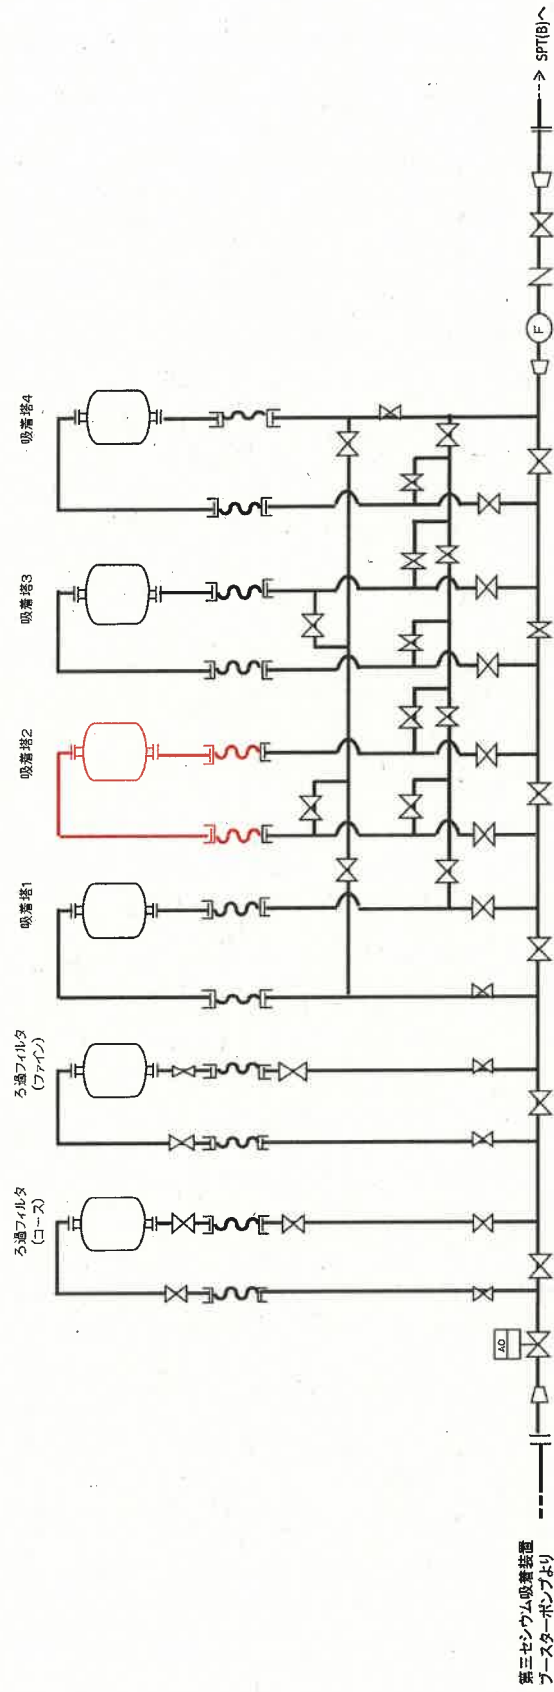 第三セシウム吸着装置
ブースターポンプより
AO
ろ過フィルタ
(コース)
ろ過フィルタ
(ファイン)
吸着塔1
吸着塔2
吸着塔3
吸着塔4
F
SPT(B)へ